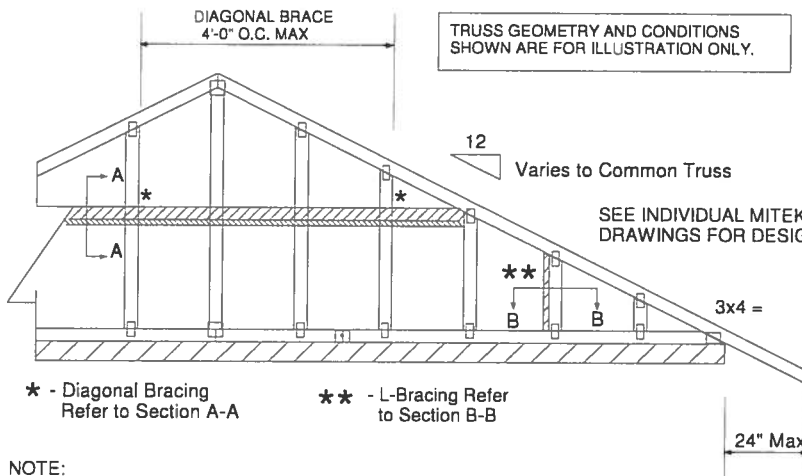 DIAGONAL BRACE
4'-0" O.C. MAX
TRUSS GEOMETRY AND CONDITIONS
SHOWN ARE FOR ILLUSTRATION ONLY.
12
Varies to Common Truss
A
*
*
SEE INDIVIDUAL MITEK
DRAWINGS FOR DESIG
A
**
B
B
3x4 =
* - Diagonal Bracing
Refer to Section A-A
** - L-Bracing Refer
to Section B-B
24" Max
NOTE: